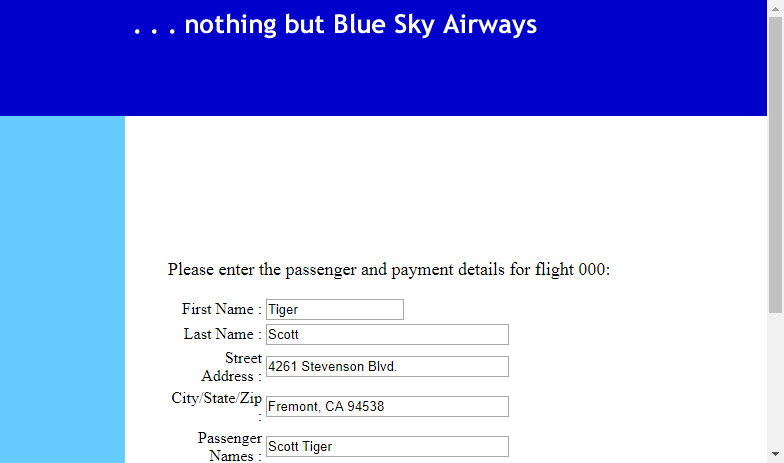 . . . nothing but Blue Sky Airways
Please enter the passenger and payment details for flight 000:
First Name : Tiger
Last Name : Scott
Street
Address : 4261 Stevenson Blvd.
City/State/Zip
: Fremont, CA 94538
Passenger
Names : Scott Tiger